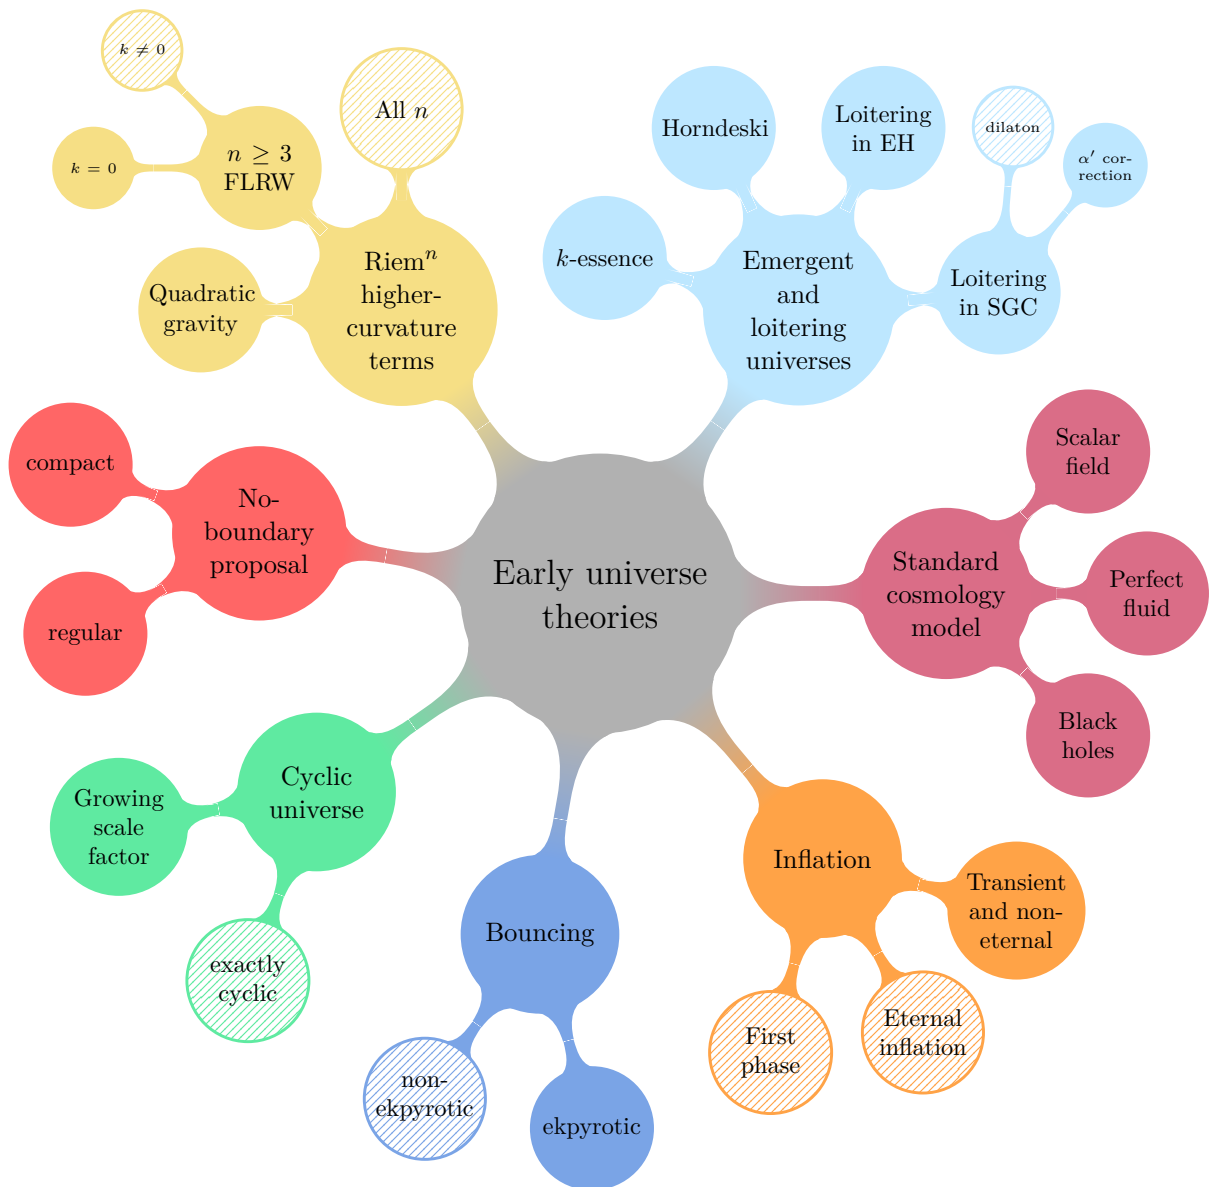 k ≠ 0
All n
k = 0
n ≥ 3
FLRW
Quadratic
gravity
Riemⁿ
higher-
curvature
terms
Horndeski
Loitering
in EH
dilaton
α′ cor-
rection
k-essence
Emergent
and
loitering
universes
Loitering
in SGC
compact
No-
boundary
proposal
regular
Early universe
theories
Scalar
field
Standard
cosmology
model
Perfect
fluid
Black
holes
Cyclic
universe
Growing
scale
factor
exactly
cyclic
Bouncing
non-
ekpyrotic
ekpyrotic
Inflation
Transient
and non-
eternal
First
phase
Eternal
inflation